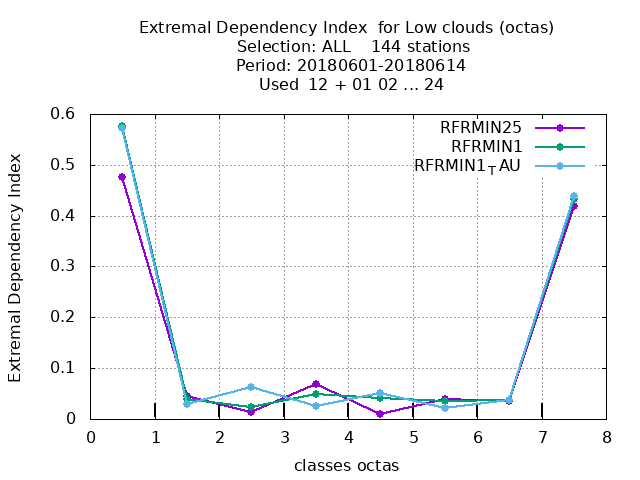 Extremal Dependency Index  for Low clouds (octas)
Selection: ALL    144 stations
Period: 20180601-20180614
Used  12 + 01 02 ... 24
RFRMIN25
RFRMIN1
RFRMIN1TAU
Extremal Dependency Index
0.6
0.5
0.4
0.3
0.2
0.1
0
0 1 2 3 4 5 6 7 8
classes octas